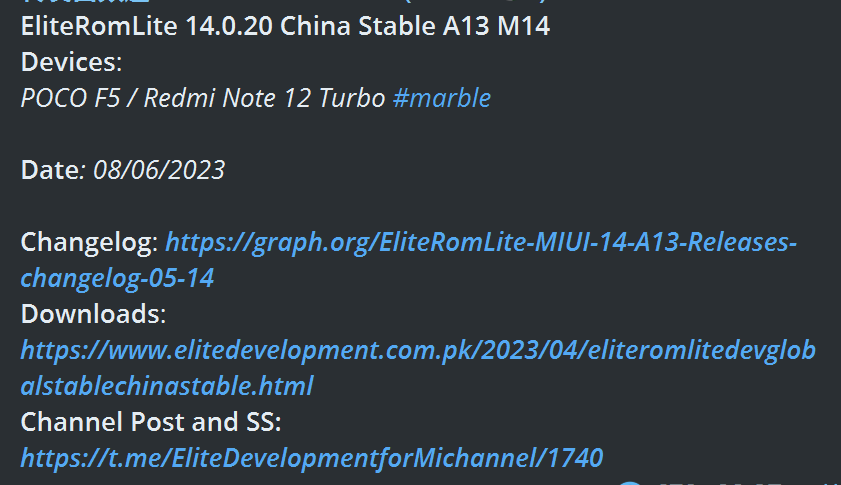 EliteRomLite 14.0.20 China Stable A13 M14
Devices:
POCO F5 / Redmi Note 12 Turbo #marble
Date: 08/06/2023
Changelog: https://graph.org/EliteRomLite-MIUI-14-A13-Releases-
changelog-05-14
Downloads:
https://www.elitedevelopment.com.pk/2023/04/eliteromlitedevglob
alstablechinastable.html
Channel Post and SS:
https://t.me/EliteDevelopmentforMichannel/1740